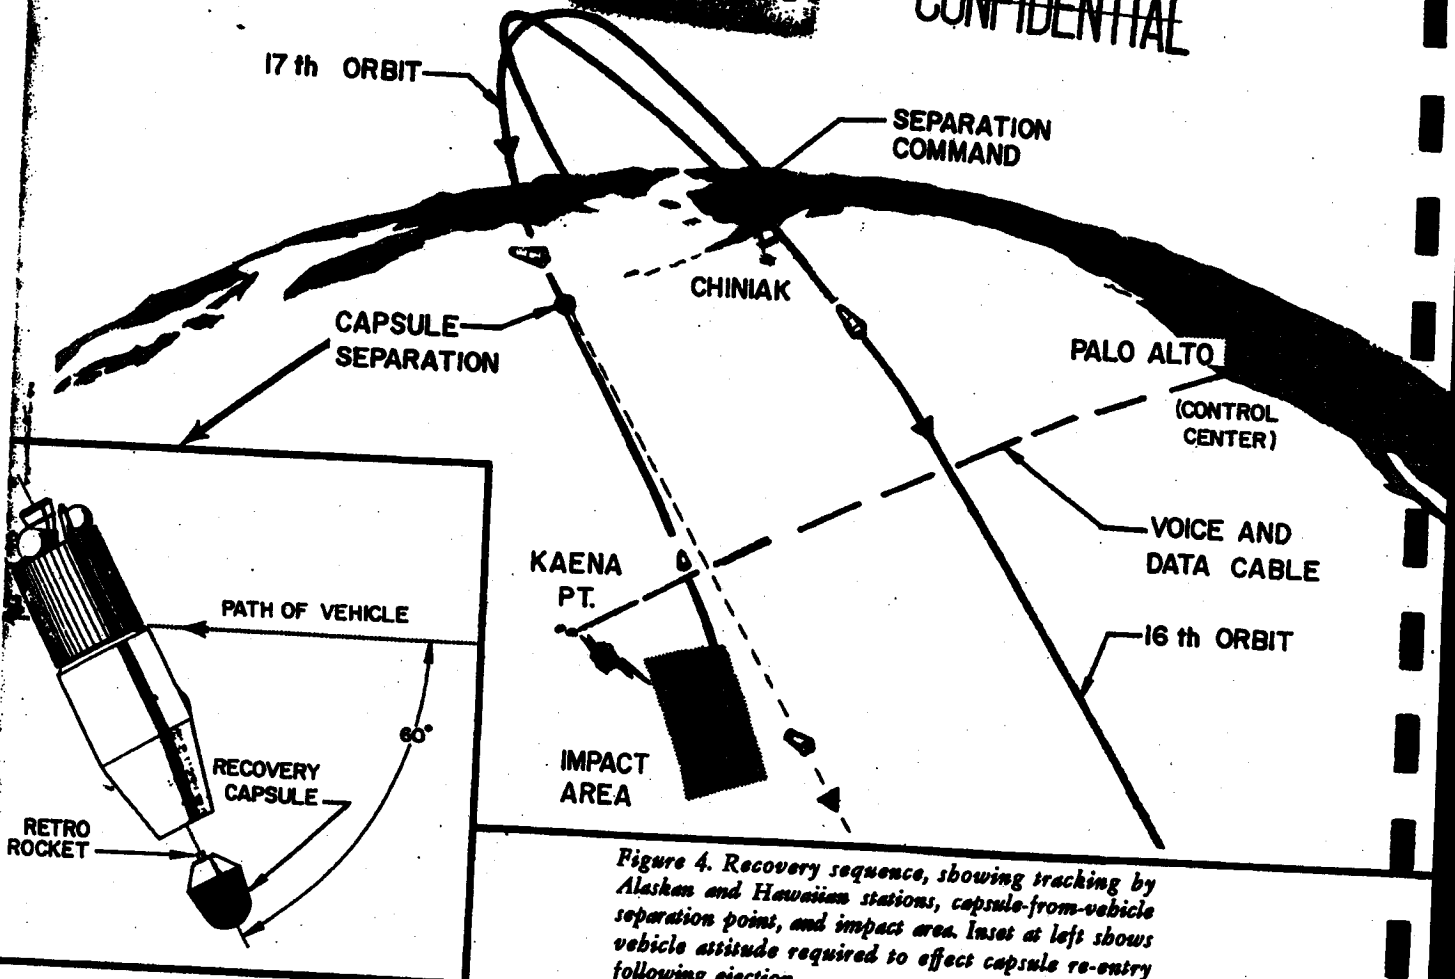 CONFIDENTIAL
17 th ORBIT
SEPARATION
COMMAND
CHINIAK
CAPSULE
SEPARATION
PALO ALTO
(CONTROL
CENTER)
VOICE AND
DATA CABLE
KAENA
PT.
16 th ORBIT
IMPACT
AREA
PATH OF VEHICLE
60°
RECOVERY
CAPSULE
RETRO
ROCKET
Figure 4. Recovery sequence, showing tracking by
Alaskan and Hawaiian stations, capsule-from-vehicle
separation point, and impact area. Inset at left shows
vehicle attitude required to effect capsule re-entry
following ejection.